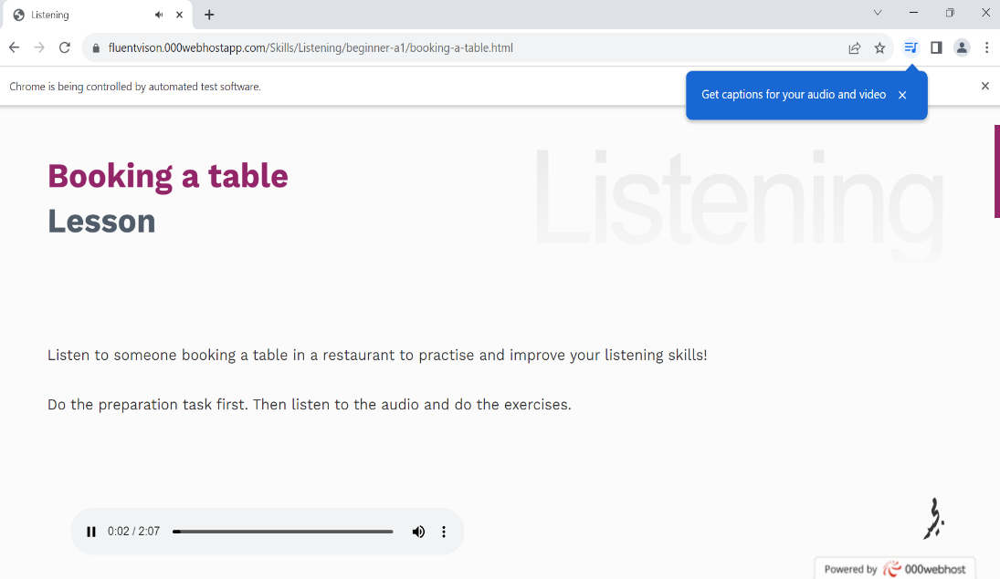 Listening
fluentvison.000webhostapp.com/Skills/Listening/beginner-a1/booking-a-table.html
Chrome is being controlled by automated test software.
Get captions for your audio and video
Booking a table
Lesson
Listening
Listen to someone booking a table in a restaurant to practise and improve your listening skills!
Do the preparation task first. Then listen to the audio and do the exercises.
0:02 / 2:07
Powered by 000webhost